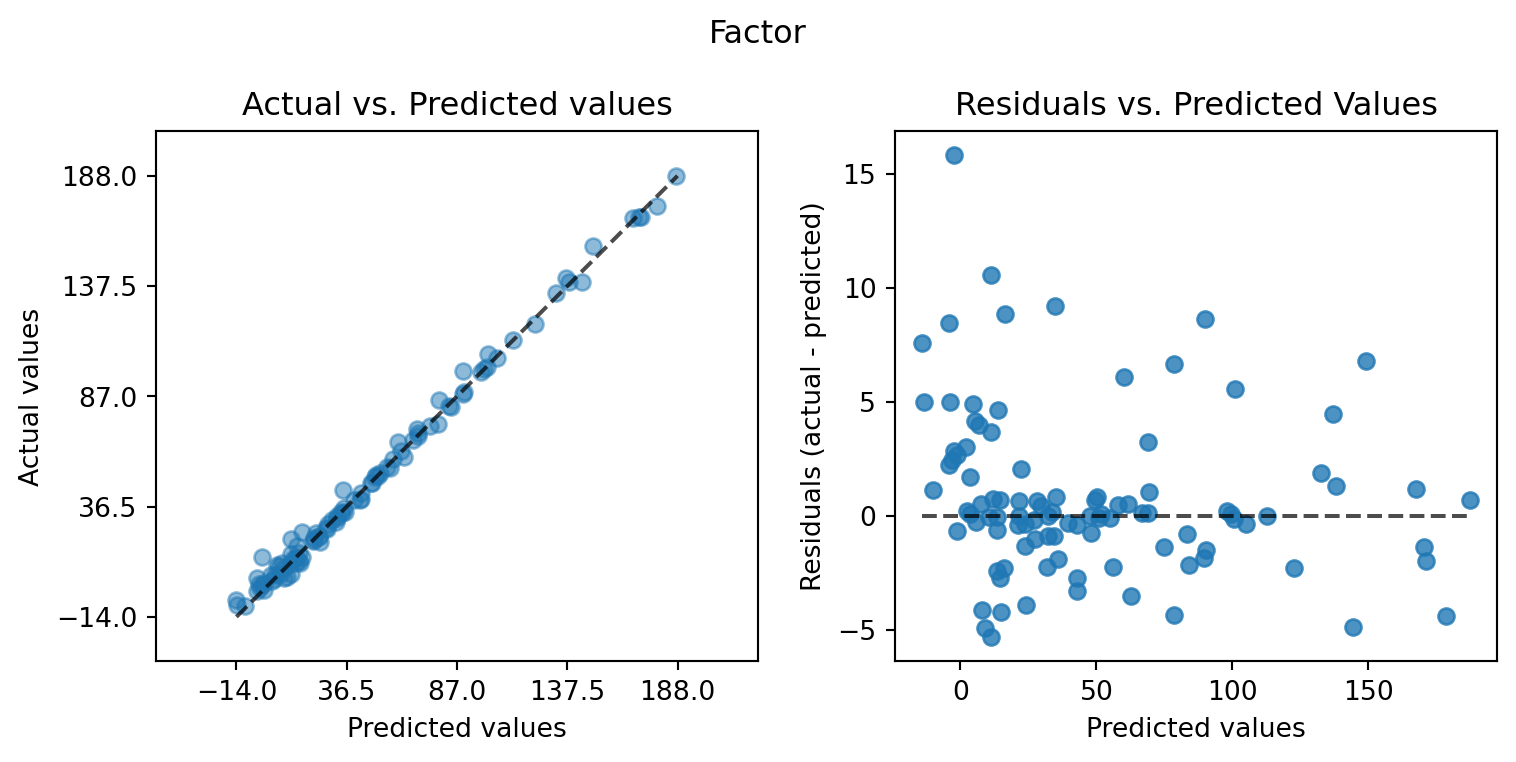 Factor
Actual vs. Predicted values
Actual values
188.0
137.5
87.0
36.5
−14.0
−14.0 36.5 87.0 137.5 188.0
Predicted values
Residuals vs. Predicted Values
Residuals (actual - predicted)
15
10
5
0
−5
0 50 100 150
Predicted values